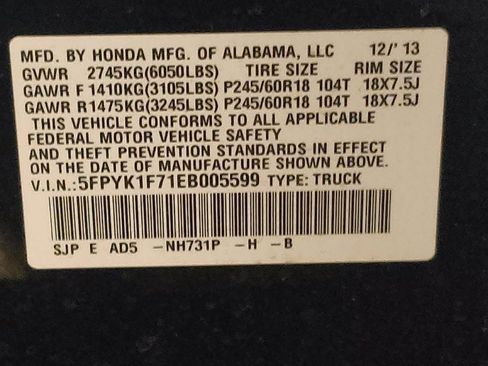 MFD. BY HONDA MFG. OF ALABAMA, LLC 12/'13
GVWR 2745KG(6050LBS) TIRE SIZE RIM SIZE
GAWR F 1410KG(3105LBS) P245/60R18 104T 18X7.5J
GAWR R 1475KG(3245LBS) P245/60R18 104T 18X7.5J
THIS VEHICLE CONFORMS TO ALL APPLICABLE
FEDERAL MOTOR VEHICLE SAFETY
AND THEFT PREVENTION STANDARDS IN EFFECT
ON THE DATE OF MANUFACTURE SHOWN ABOVE.
V.I.N.:5FPYK1F71EB005599 TYPE: TRUCK
SJP E AD5 -NH731P -H -B